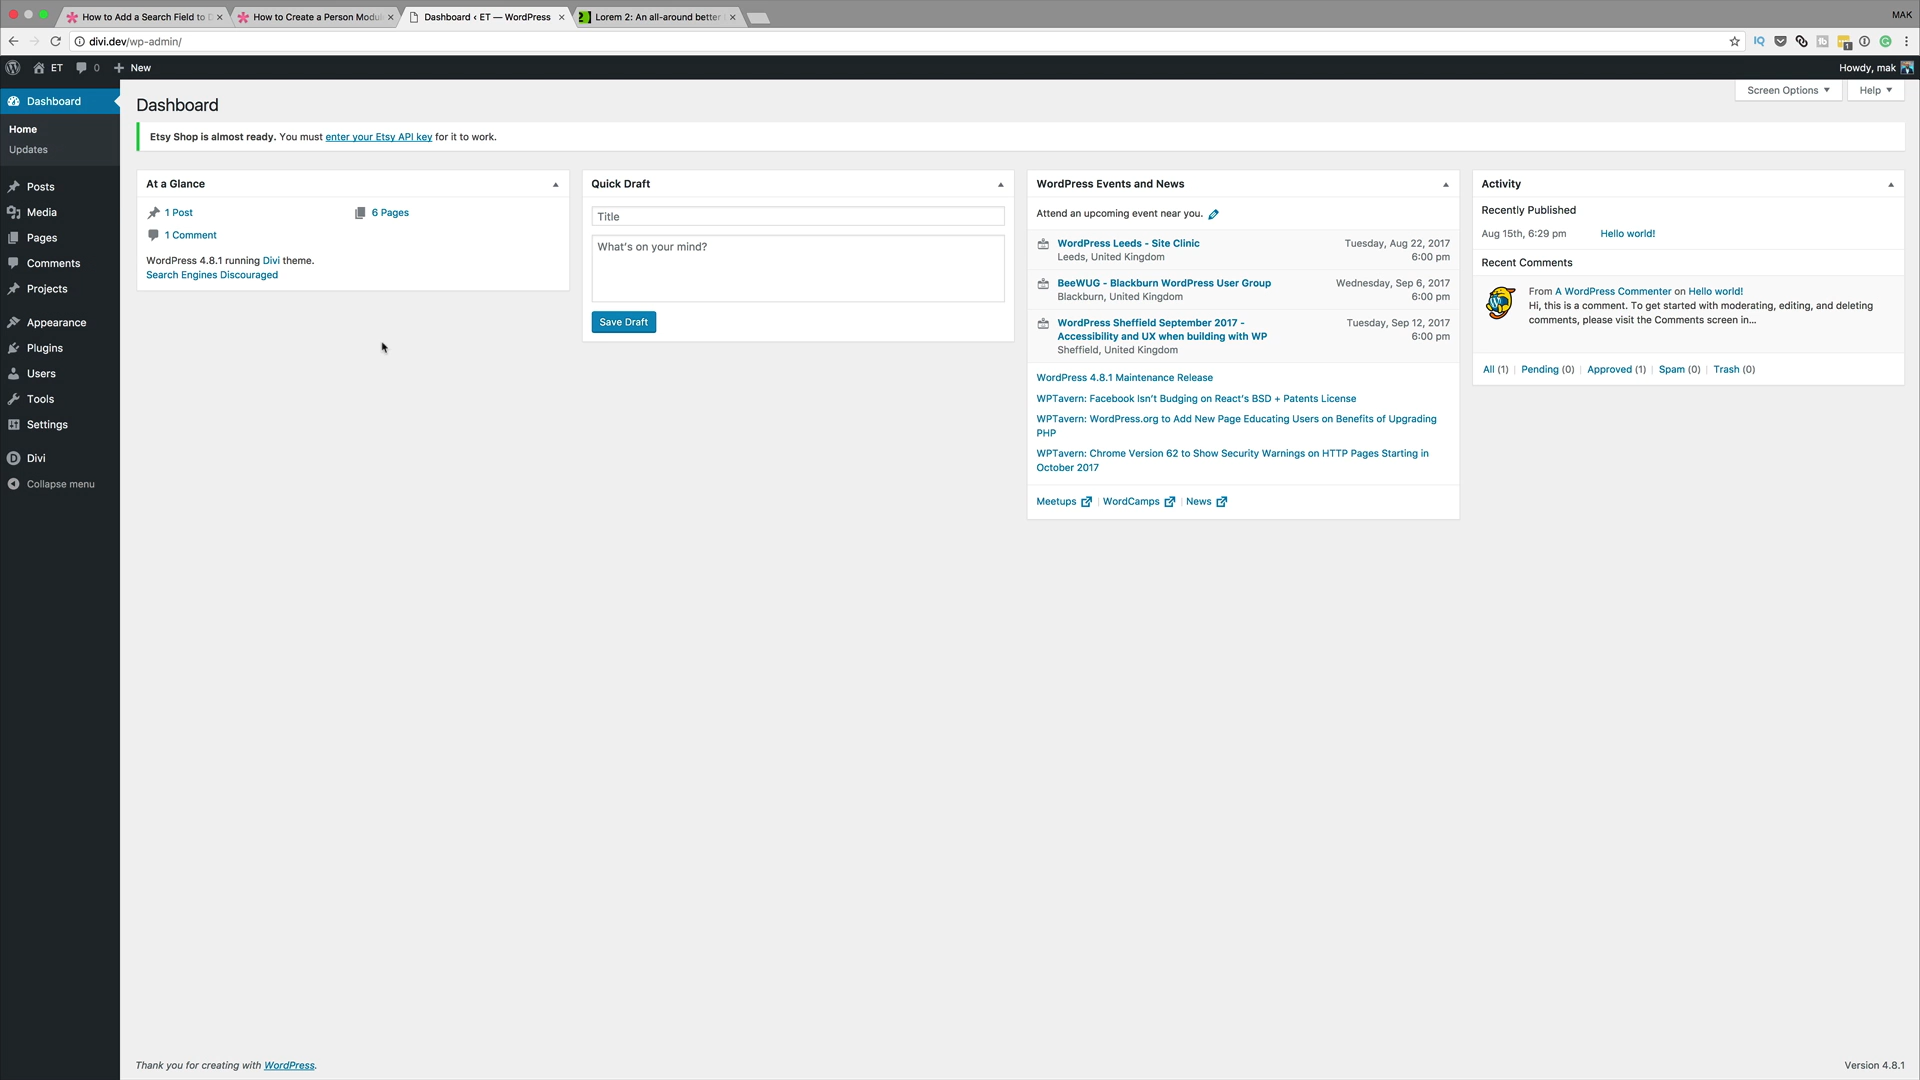 How to Add a Search Field to D
How to Create a Person Modul
Dashboard ‹ ET — WordPress
Lorem 2: An all-around better
MAK
divi.dev/wp-admin/
ET
0
New
Howdy, mak
Dashboard
Home
Updates
Posts
Media
Pages
Comments
Projects
Appearance
Plugins
Users
Tools
Settings
Divi
Collapse menu
Dashboard
Screen Options
Help
Etsy Shop is almost ready. You must enter your Etsy API key for it to work.
At a Glance
1 Post
6 Pages
1 Comment
WordPress 4.8.1 running Divi theme.
Search Engines Discouraged
Quick Draft
Title
What's on your mind?
Save Draft
WordPress Events and News
Attend an upcoming event near you.
WordPress Leeds - Site Clinic
Tuesday, Aug 22, 2017
Leeds, United Kingdom
6:00 pm
BeeWUG - Blackburn WordPress User Group
Wednesday, Sep 6, 2017
Blackburn, United Kingdom
6:00 pm
WordPress Sheffield September 2017 -
Tuesday, Sep 12, 2017
Accessibility and UX when building with WP
6:00 pm
Sheffield, United Kingdom
WordPress 4.8.1 Maintenance Release
WPTavern: Facebook Isn't Budging on React's BSD + Patents License
WPTavern: WordPress.org to Add New Page Educating Users on Benefits of Upgrading
PHP
WPTavern: Chrome Version 62 to Show Security Warnings on HTTP Pages Starting in
October 2017
Meetups | WordCamps | News
Activity
Recently Published
Aug 15th, 6:29 pm
Hello world!
Recent Comments
From A WordPress Commenter on Hello world!
Hi, this is a comment. To get started with moderating, editing, and deleting
comments, please visit the Comments screen in…
All (1) | Pending (0) | Approved (1) | Spam (0) | Trash (0)
Thank you for creating with WordPress.
Version 4.8.1